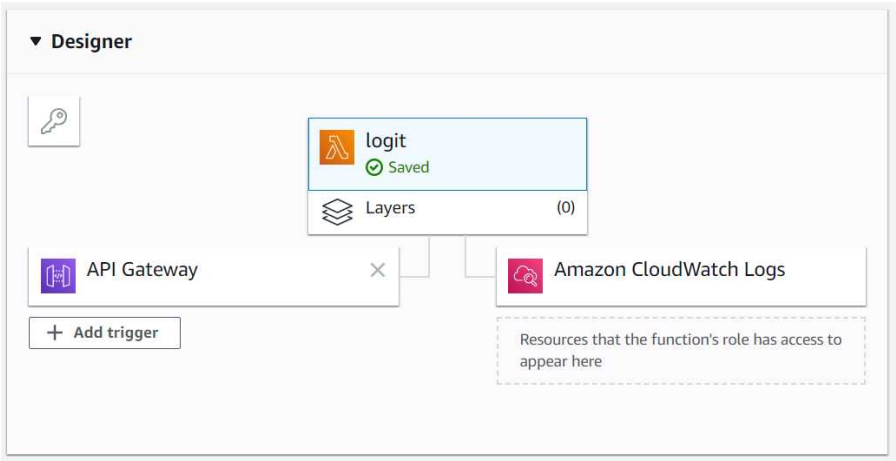 Designer
logit
Saved
Layers (0)
API Gateway
Amazon CloudWatch Logs
Add trigger
Resources that the function's role has access to
appear here